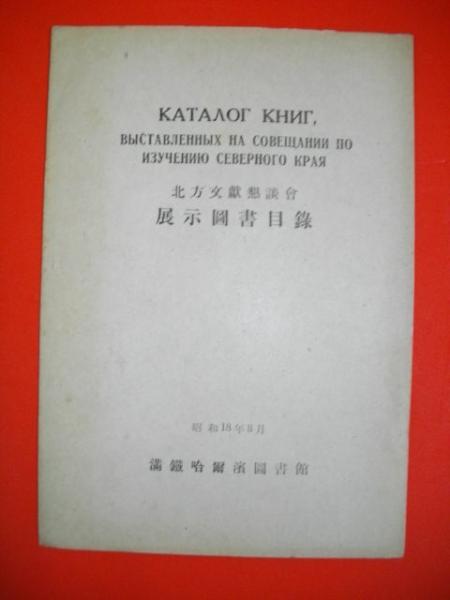 КАТАЛОГ КНИГ,
ВЫСТАВЛЕННЫХ НА СОВЕЩАНИИ ПО
ИЗУЧЕНИЮ СЕВЕРНОГО КРАЯ
北方文獻懇談會
展示圖書目錄
昭和18年8月
滿鐵哈爾濱圖書館